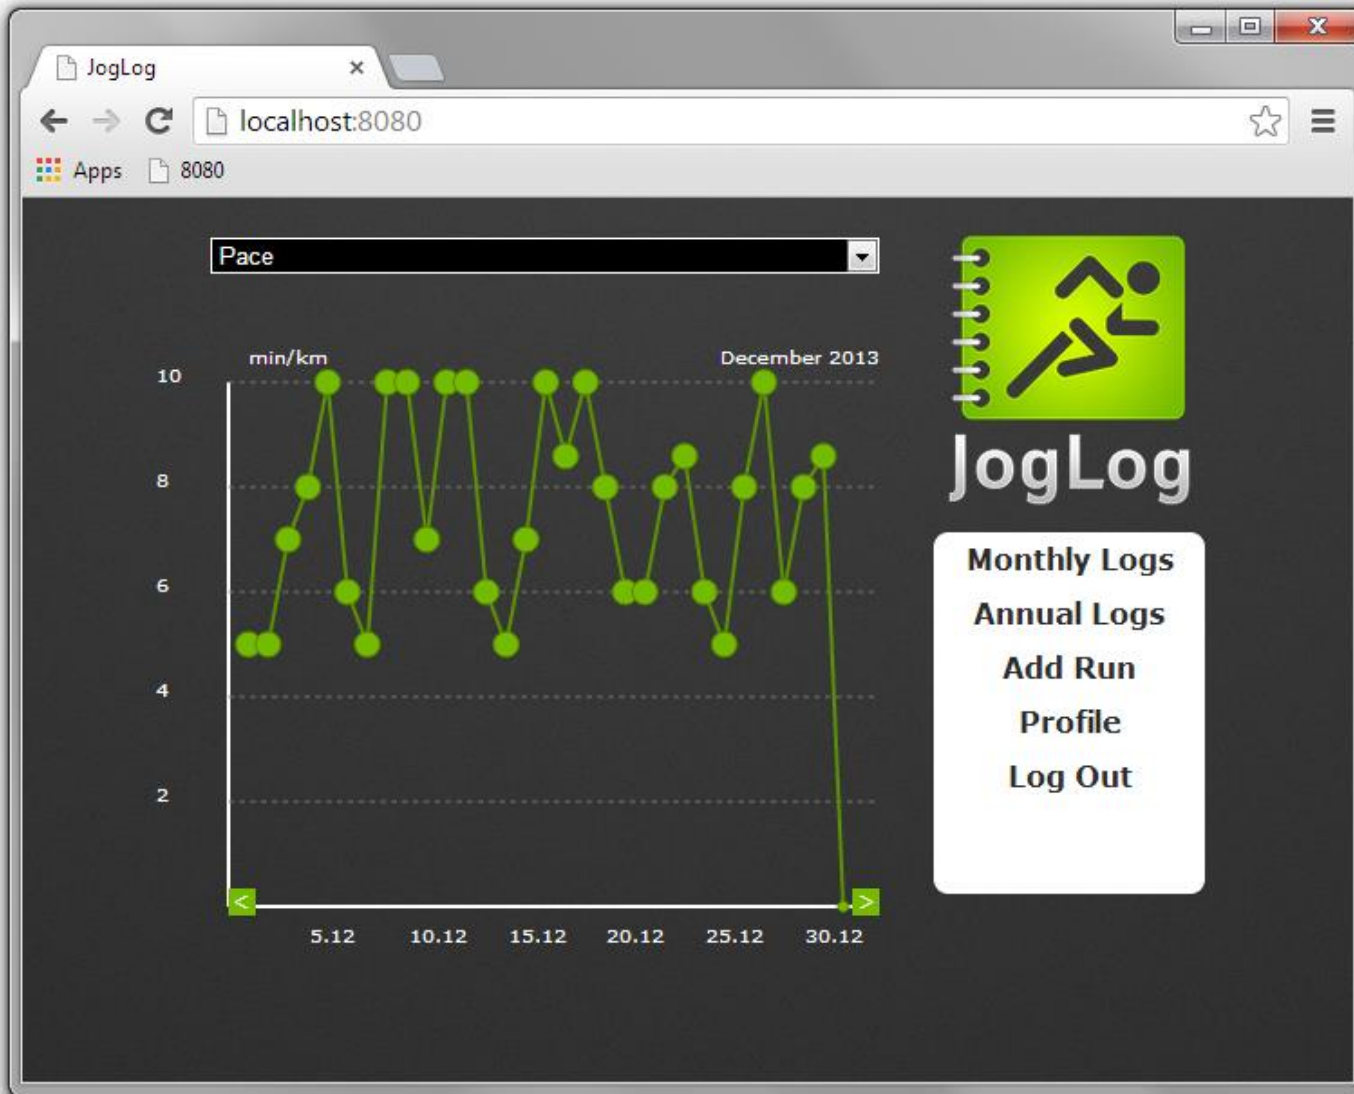 JogLog
localhost:8080
Apps 8080
Pace
min/km December 2013
10
8
6
4
2
< >
5.12 10.12 15.12 20.12 25.12 30.12
JogLog
Monthly Logs
Annual Logs
Add Run
Profile
Log Out